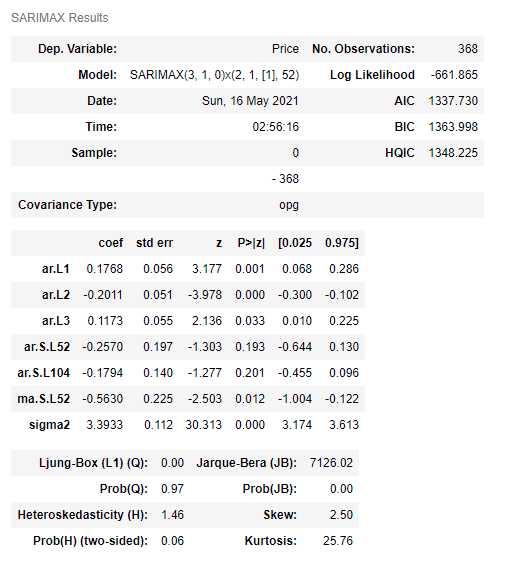 SARIMAX Results
Dep. Variable: Price No. Observations: 368
Model: SARIMAX(3, 1, 0)x(2, 1, [1], 52) Log Likelihood -661.865
Date: Sun, 16 May 2021 AIC 1337.730
Time: 02:56:16 BIC 1363.998
Sample: 0 HQIC 1348.225
- 368
Covariance Type: opg
coef std err z P>|z| [0.025 0.975]
ar.L1 0.1768 0.056 3.177 0.001 0.068 0.286
ar.L2 -0.2011 0.051 -3.978 0.000 -0.300 -0.102
ar.L3 0.1173 0.055 2.136 0.033 0.010 0.225
ar.S.L52 -0.2570 0.197 -1.303 0.193 -0.644 0.130
ar.S.L104 -0.1794 0.140 -1.277 0.201 -0.455 0.096
ma.S.L52 -0.5630 0.225 -2.503 0.012 -1.004 -0.122
sigma2 3.3933 0.112 30.313 0.000 3.174 3.613
Ljung-Box (L1) (Q): 0.00 Jarque-Bera (JB): 7126.02
Prob(Q): 0.97 Prob(JB): 0.00
Heteroskedasticity (H): 1.46 Skew: 2.50
Prob(H) (two-sided): 0.06 Kurtosis: 25.76